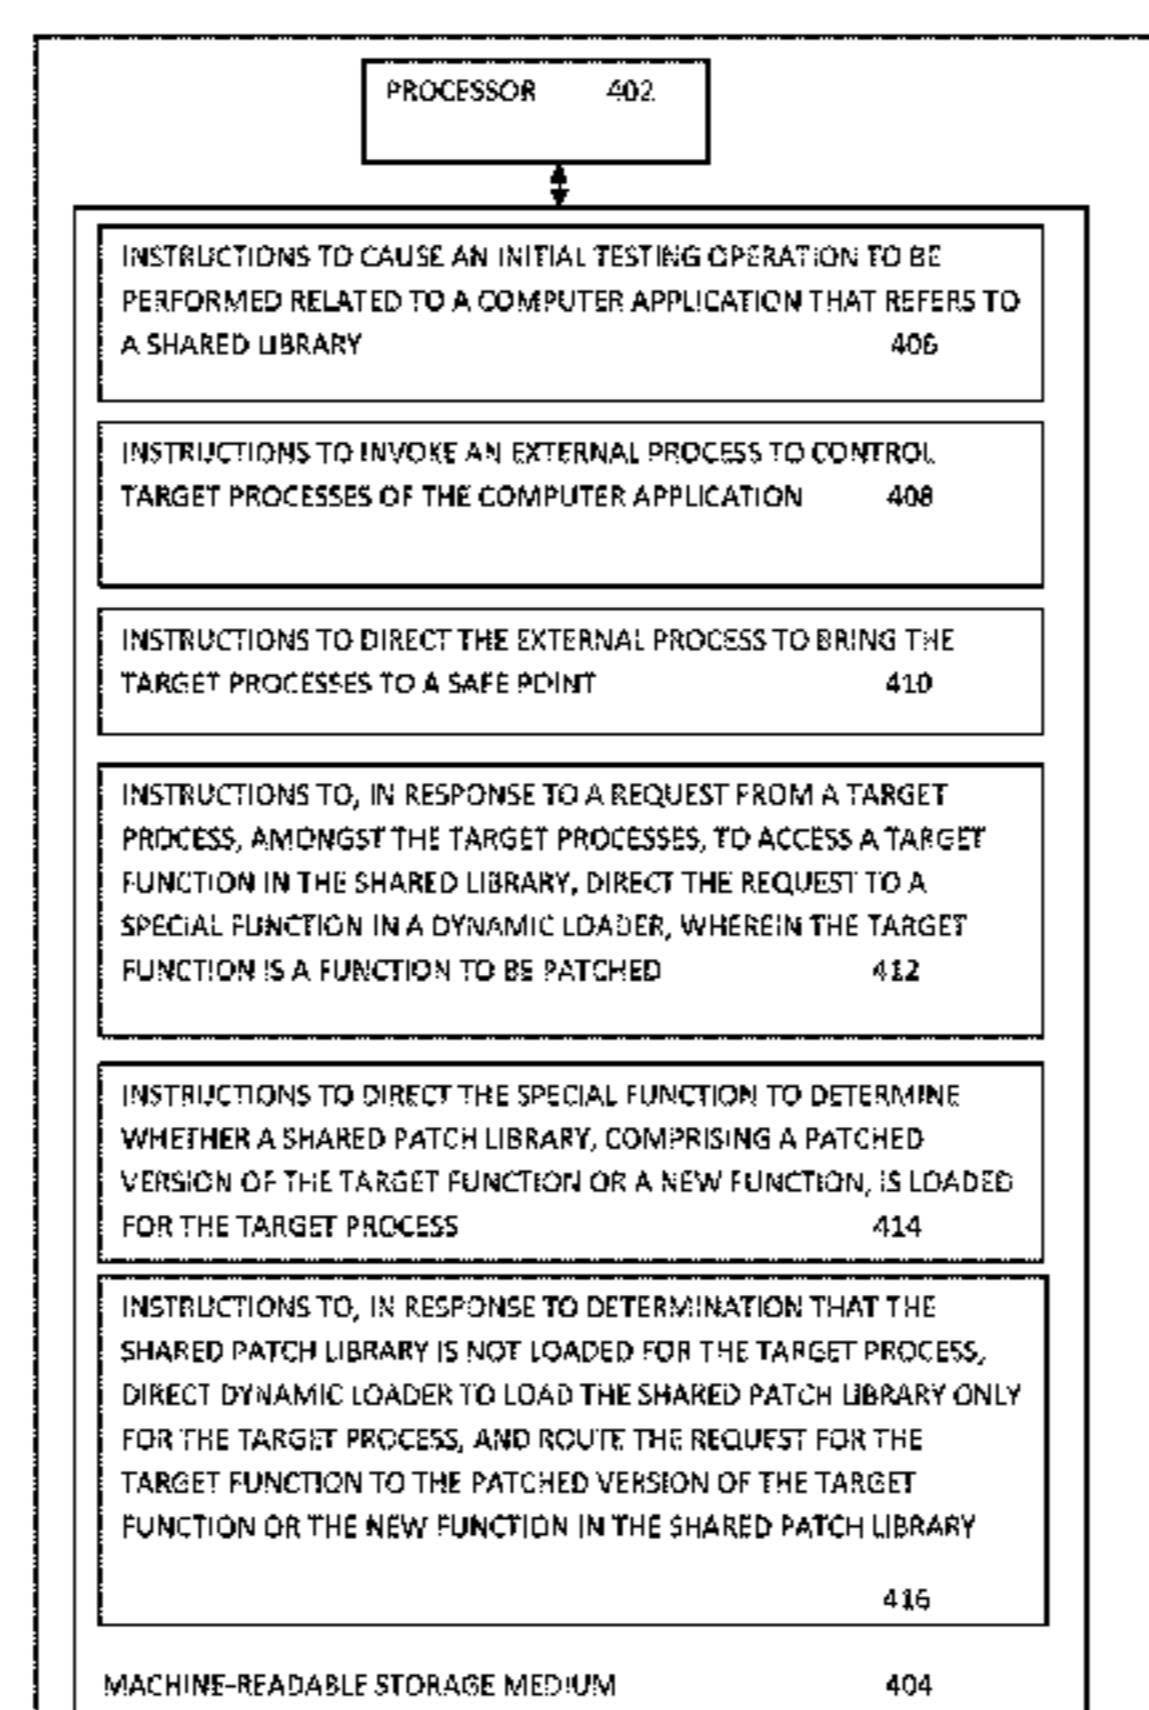 PROCESSOR 402
INSTRUCTIONS TO CAUSE AN INITIAL TESTING OPERATION TO BE
PERFORMED RELATED TO A COMPUTER APPLICATION THAT REFERS TO
A SHARED LIBRARY 406
INSTRUCTIONS TO INVOKE AN EXTERNAL PROCESS TO CONTROL
TARGET PROCESSES OF THE COMPUTER APPLICATION 408
INSTRUCTIONS TO DIRECT THE EXTERNAL PROCESS TO BRING THE
TARGET PROCESSES TO A SAFE POINT 410
INSTRUCTIONS TO, IN RESPONSE TO A REQUEST FROM A TARGET
PROCESS, AMONGST THE TARGET PROCESSES, TO ACCESS A TARGET
FUNCTION IN THE SHARED LIBRARY, DIRECT THE REQUEST TO A
SPECIAL FUNCTION IN A DYNAMIC LOADER, WHEREIN THE TARGET
FUNCTION IS A FUNCTION TO BE PATCHED 412
INSTRUCTIONS TO DIRECT THE SPECIAL FUNCTION TO DETERMINE
WHETHER A SHARED PATCH LIBRARY, COMPRISING A PATCHED
VERSION OF THE TARGET FUNCTION OR A NEW FUNCTION, IS LOADED
FOR THE TARGET PROCESS 414
INSTRUCTIONS TO, IN RESPONSE TO DETERMINATION THAT THE
SHARED PATCH LIBRARY IS NOT LOADED FOR THE TARGET PROCESS,
DIRECT DYNAMIC LOADER TO LOAD THE SHARED PATCH LIBRARY ONLY
FOR THE TARGET PROCESS, AND ROUTE THE REQUEST FOR THE
TARGET FUNCTION TO THE PATCHED VERSION OF THE TARGET
FUNCTION OR THE NEW FUNCTION IN THE SHARED PATCH LIBRARY
416
MACHINE-READABLE STORAGE MEDIUM 404